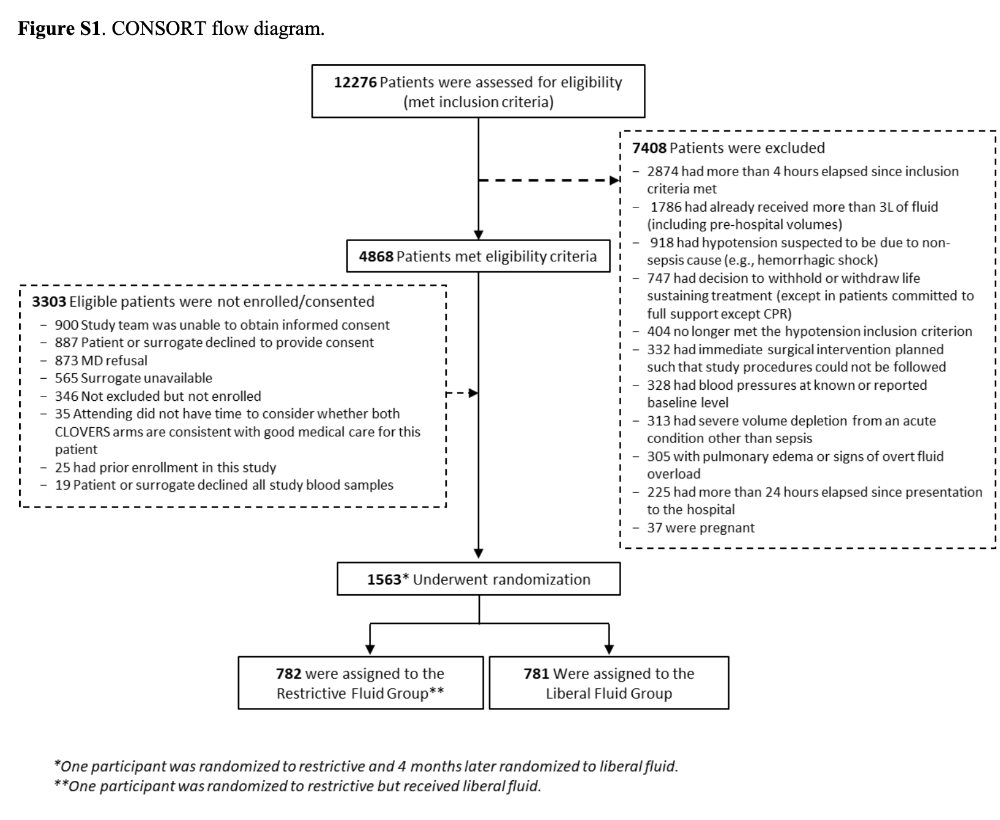 Figure S1. CONSORT flow diagram.
12276 Patients were assessed for eligibility
(met inclusion criteria)
7408 Patients were excluded
– 2874 had more than 4 hours elapsed since inclusion
criteria met
– 1786 had already received more than 3L of fluid
(including pre-hospital volumes)
– 918 had hypotension suspected to be due to non-
sepsis cause (e.g., hemorrhagic shock)
– 747 had decision to withhold or withdraw life
sustaining treatment (except in patients committed to
full support except CPR)
– 404 no longer met the hypotension inclusion criterion
– 332 had immediate surgical intervention planned
such that study procedures could not be followed
– 328 had blood pressures at known or reported
baseline level
– 313 had severe volume depletion from an acute
condition other than sepsis
– 305 with pulmonary edema or signs of overt fluid
overload
– 225 had more than 24 hours elapsed since presentation
to the hospital
– 37 were pregnant
4868 Patients met eligibility criteria
3303 Eligible patients were not enrolled/consented
– 900 Study team was unable to obtain informed consent
– 887 Patient or surrogate declined to provide consent
– 873 MD refusal
– 565 Surrogate unavailable
– 346 Not excluded but not enrolled
– 35 Attending did not have time to consider whether both
CLOVERS arms are consistent with good medical care for this
patient
– 25 had prior enrollment in this study
– 19 Patient or surrogate declined all study blood samples
1563* Underwent randomization
782 were assigned to the
Restrictive Fluid Group**
781 Were assigned to the
Liberal Fluid Group
*One participant was randomized to restrictive and 4 months later randomized to liberal fluid.
**One participant was randomized to restrictive but received liberal fluid.